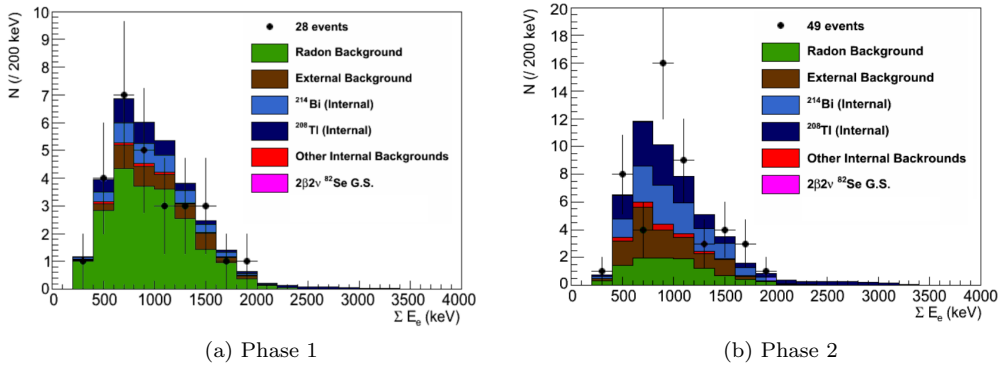 10
9
8
7
6
5
4
3
2
1
0
N (/ 200 keV)
28 events
Radon Background
External Background
²¹⁴Bi (Internal)
²⁰⁸Tl (Internal)
Other Internal Backgrounds
2β2ν ⁸²Se G.S.
0 500 1000 1500 2000 2500 3000 3500 4000
Σ Eₑ (keV)
(a) Phase 1
20
18
16
14
12
10
8
6
4
2
0
N (/ 200 keV)
49 events
Radon Background
External Background
²¹⁴Bi (Internal)
²⁰⁸Tl (Internal)
Other Internal Backrounds
2β2ν ⁸²Se G.S.
0 500 1000 1500 2000 2500 3000 3500 4000
Σ Eₑ (keV)
(b) Phase 2